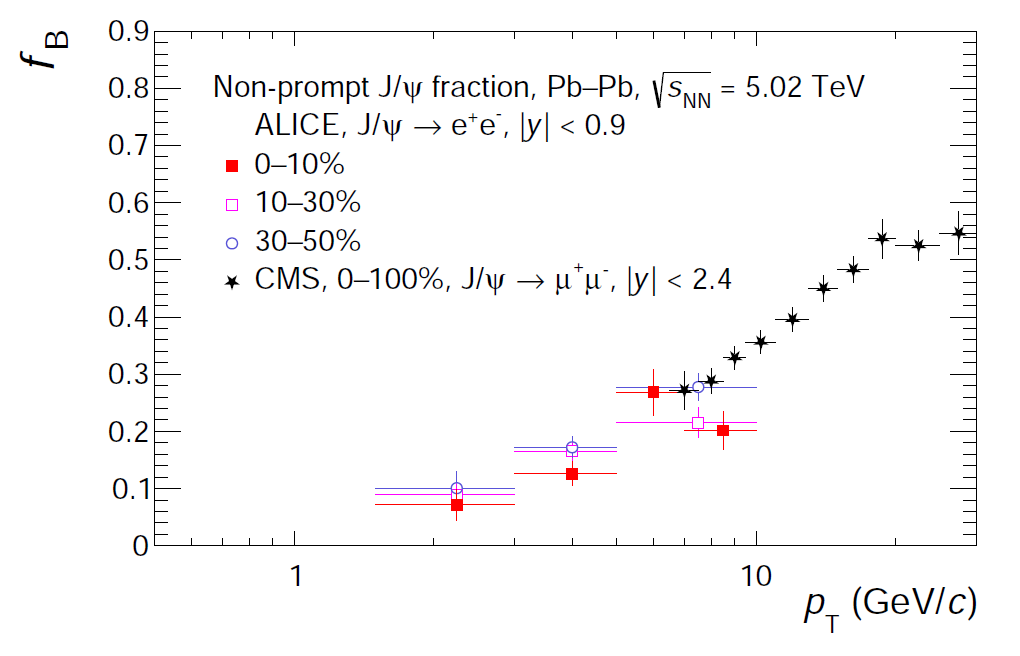 f_B
0.9
0.8
0.7
0.6
0.5
0.4
0.3
0.2
0.1
0
Non-prompt J/ψ fraction, Pb–Pb, √s_NN = 5.02 TeV
ALICE, J/ψ → e⁺e⁻, |y| < 0.9
0–10%
10–30%
30–50%
CMS, 0–100%, J/ψ → μ⁺μ⁻, |y| < 2.4
1 10
p_T (GeV/c)